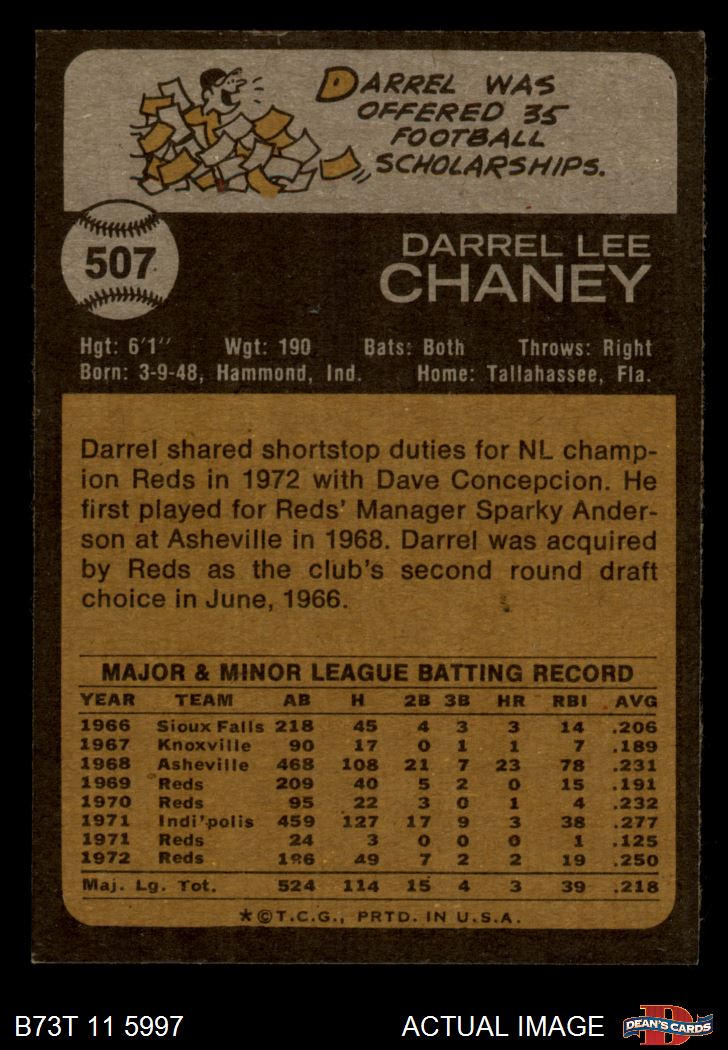 DARREL WAS
OFFERED 35
FOOTBALL
SCHOLARSHIPS.
507
DARREL LEE
CHANEY
Hgt: 6'1" Wgt: 190 Bats: Both Throws: Right
Born: 3-9-48, Hammond, Ind. Home: Tallahassee, Fla.
Darrel shared shortstop duties for NL champ-
ion Reds in 1972 with Dave Concepcion. He
first played for Reds' Manager Sparky Ander-
son at Asheville in 1968. Darrel was acquired
by Reds as the club's second round draft
choice in June, 1966.
MAJOR & MINOR LEAGUE BATTING RECORD
YEAR TEAM AB H 2B 3B HR RBI AVG
1966 Sioux Falls 218 45 4 3 3 14 .206
1967 Knoxville 90 17 0 1 1 7 .189
1968 Asheville 468 108 21 7 23 78 .231
1969 Reds 209 40 5 2 0 15 .191
1970 Reds 95 22 3 0 1 4 .232
1971 Indi'polis 459 127 17 9 3 38 .277
1971 Reds 24 3 0 0 0 1 .125
1972 Reds 196 49 7 2 2 19 .250
Maj. Lg. Tot. 524 114 15 4 3 39 .218
*©T.C.G., PRTD. IN U.S.A.
B73T 11 5997 ACTUAL IMAGE D DEAN'S CARDS